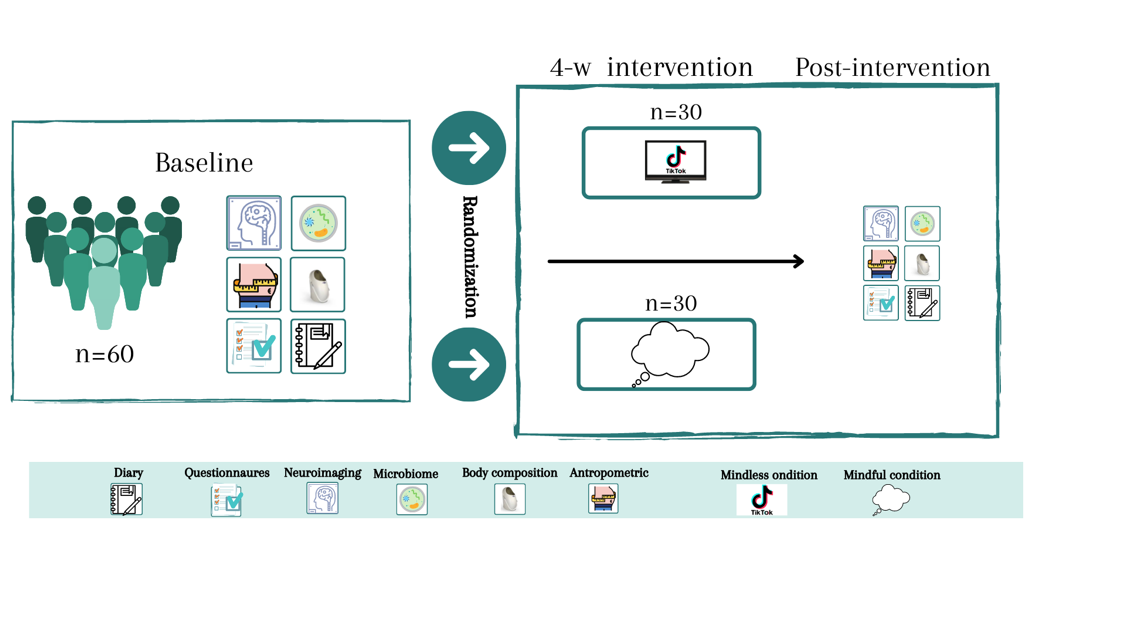 4-w intervention
Post-intervention
n=30
TikTok
Baseline
Randomization
n=60
n=30
Diary
Questionnaures
Neuroimaging
Microbiome
Body composition
Antropometric
Mindless ondition
Mindful condition
TikTok